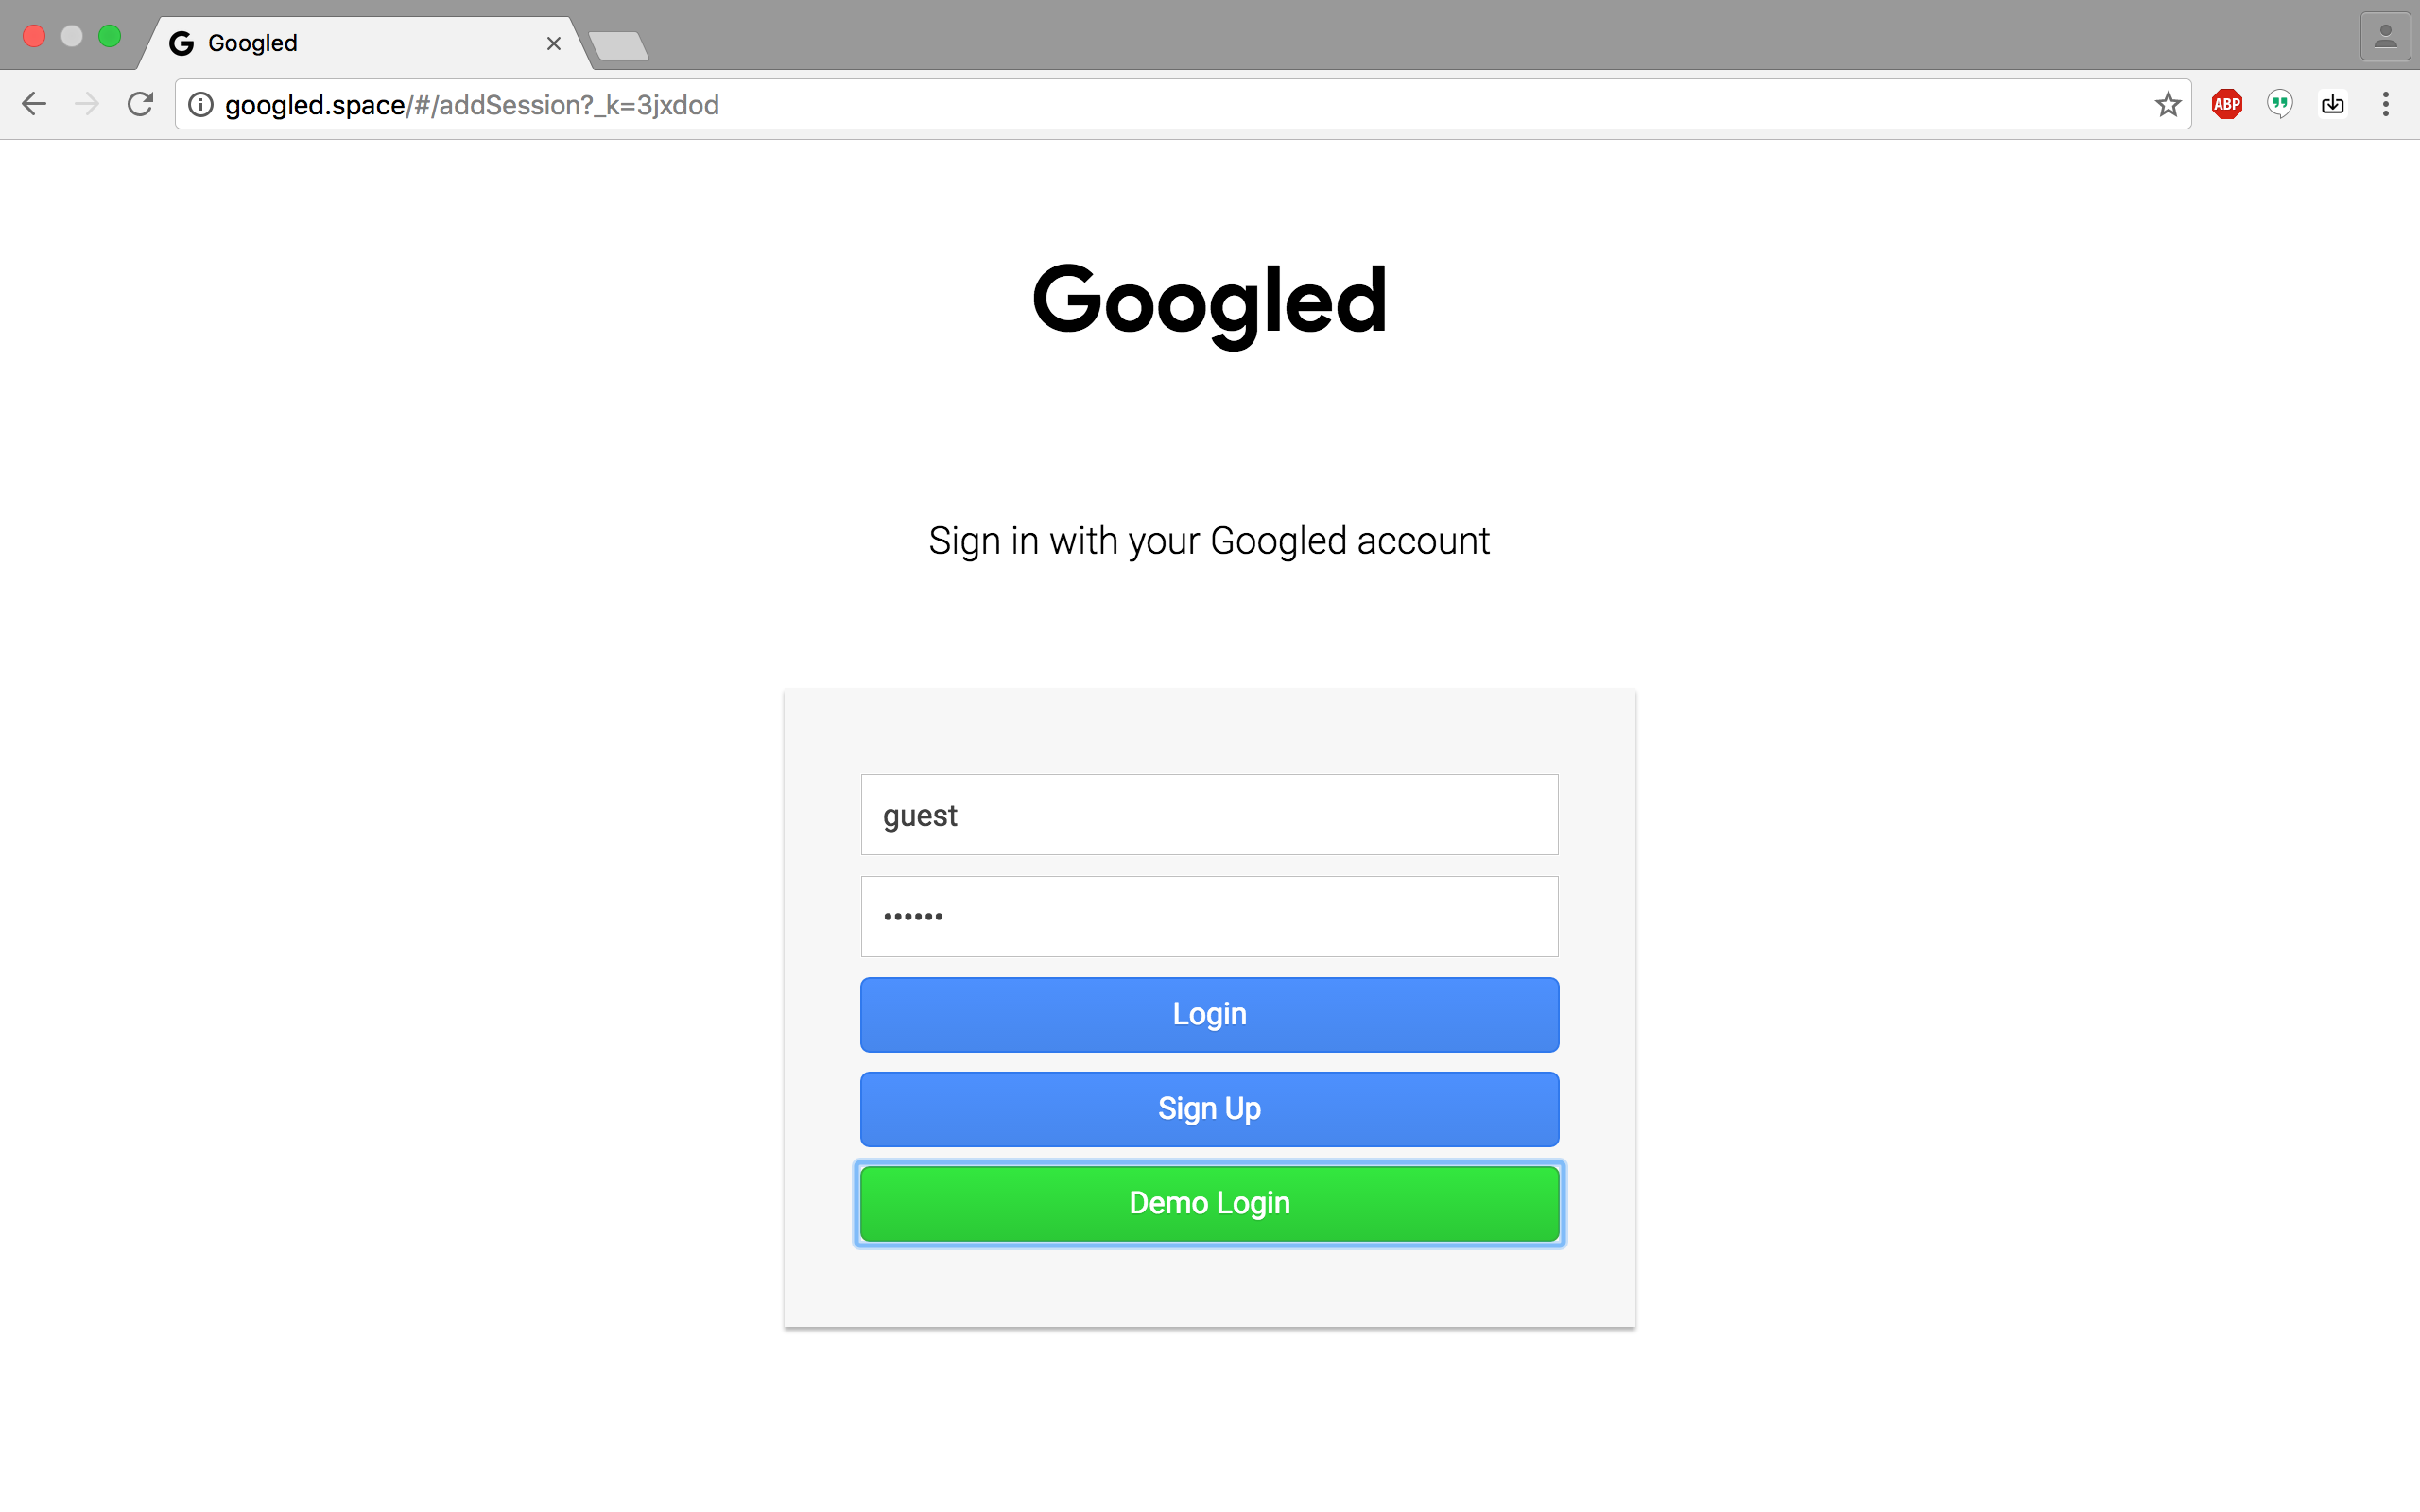 Googled
googled.space/#/addSession?_k=3jxdod
ABP
Googled
Sign in with your Googled account
guest
••••••
Login
Sign Up
Demo Login